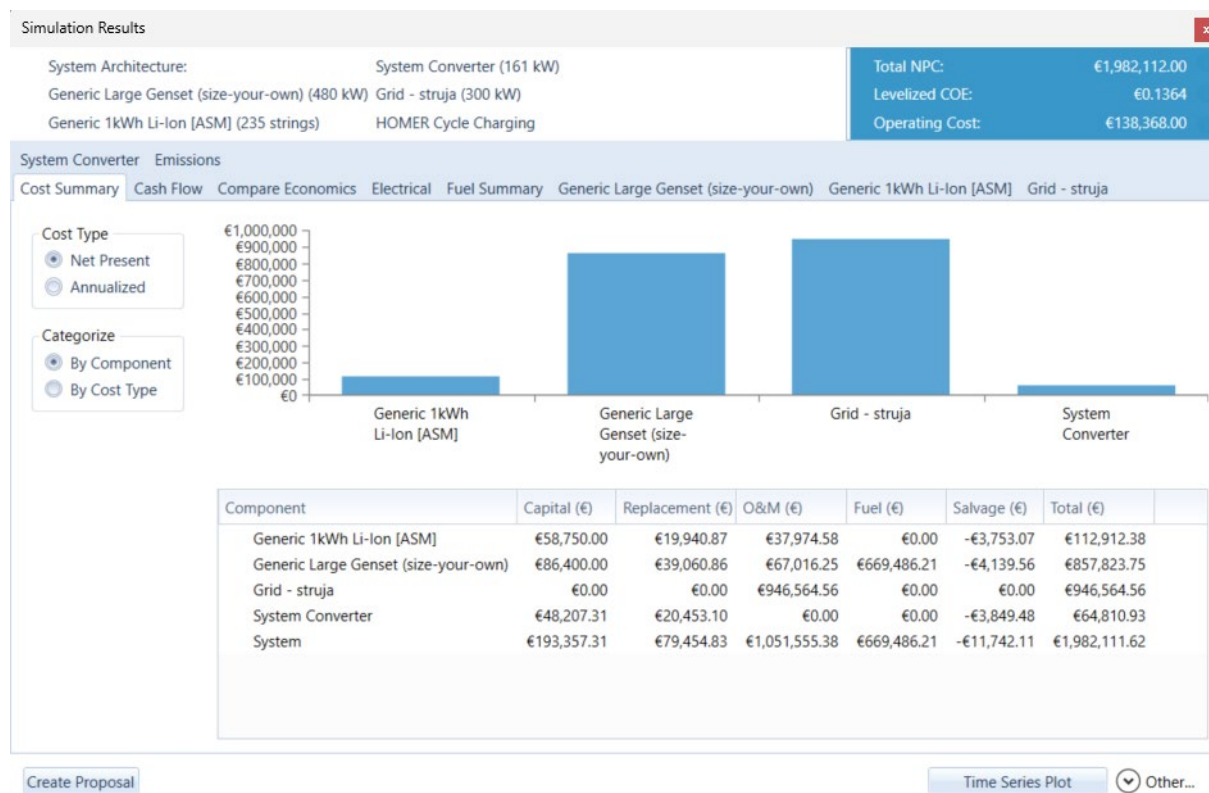 Simulation Results
x
System Architecture: System Converter (161 kW) Total NPC: €1,982,112.00
Generic Large Genset (size-your-own) (480 kW) Grid - struja (300 kW) Levelized COE: €0.1364
Generic 1kWh Li-Ion [ASM] (235 strings) HOMER Cycle Charging Operating Cost: €138,368.00
System Converter Emissions
Cost Summary Cash Flow Compare Economics Electrical Fuel Summary Generic Large Genset (size-your-own) Generic 1kWh Li-Ion [ASM] Grid - struja
Cost Type
Net Present
Annualized
Categorize
By Component
By Cost Type
€1,000,000
€900,000
€800,000
€700,000
€600,000
€500,000
€400,000
€300,000
€200,000
€100,000
€0
Generic 1kWh
Li-Ion [ASM]
Generic Large
Genset (size-
your-own)
Grid - struja
System
Converter
Component Capital (€) Replacement (€) O&M (€) Fuel (€) Salvage (€) Total (€)
Generic 1kWh Li-Ion [ASM] €58,750.00 €19,940.87 €37,974.58 €0.00 -€3,753.07 €112,912.38
Generic Large Genset (size-your-own) €86,400.00 €39,060.86 €67,016.25 €669,486.21 -€4,139.56 €857,823.75
Grid - struja €0.00 €0.00 €946,564.56 €0.00 €0.00 €946,564.56
System Converter €48,207.31 €20,453.10 €0.00 €0.00 -€3,849.48 €64,810.93
System €193,357.31 €79,454.83 €1,051,555.38 €669,486.21 -€11,742.11 €1,982,111.62
Create Proposal Time Series Plot Other...